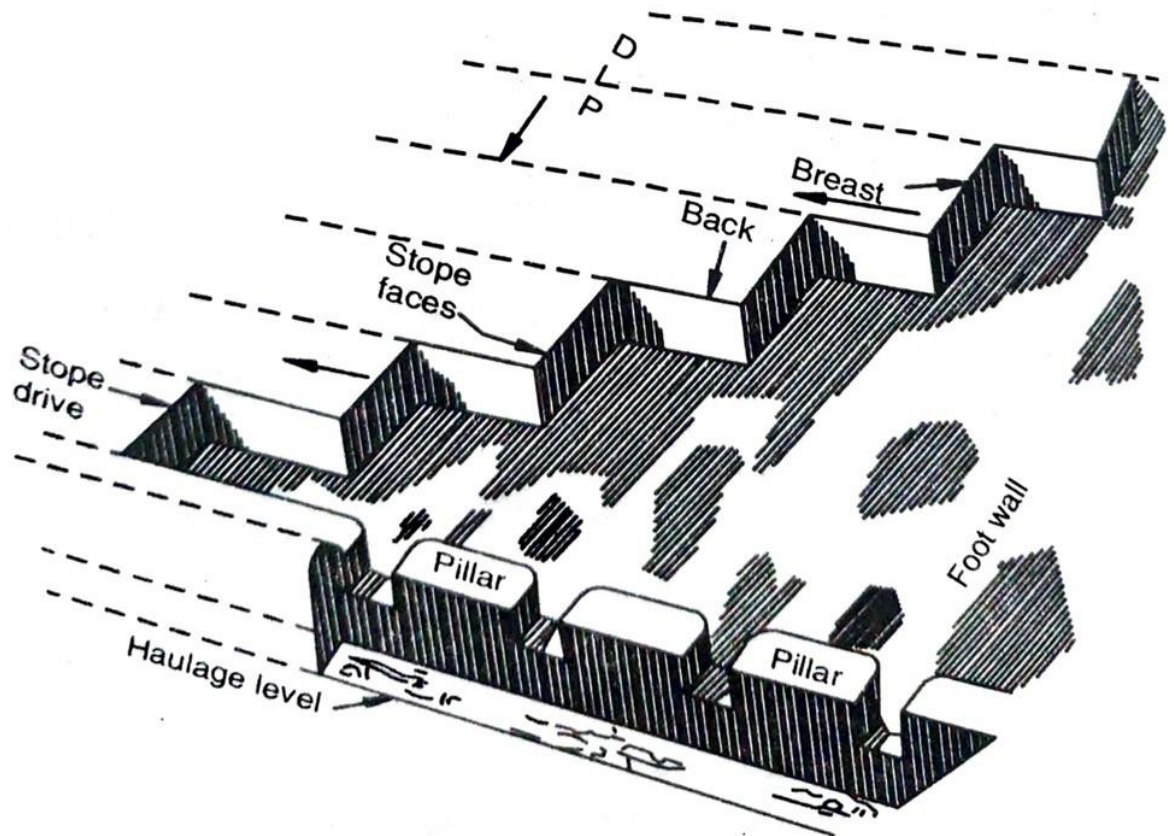 D
P
Breast
Back
Stope
faces
Stope
drive
Foot wall
Pillar
Pillar
Haulage level